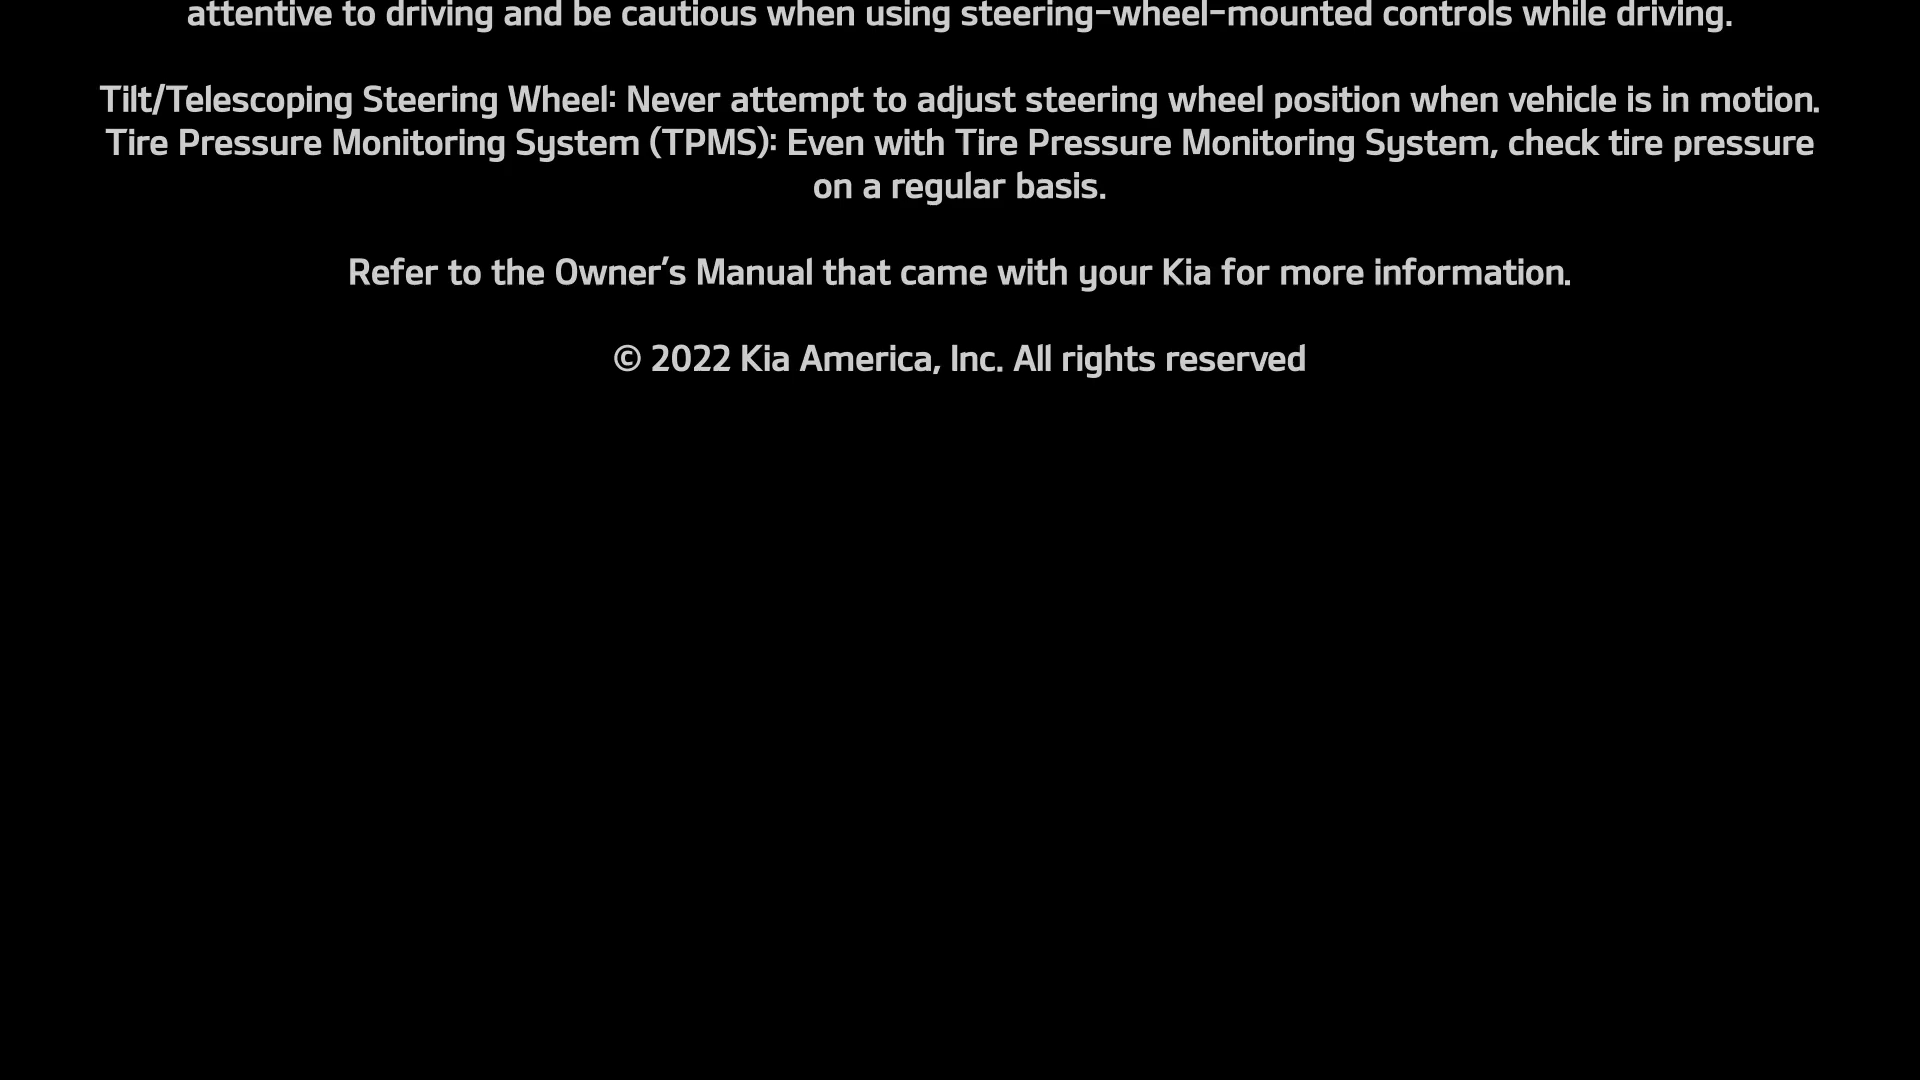 attentive to driving and be cautious when using steering-wheel-mounted controls while driving.
Tilt/Telescoping Steering Wheel: Never attempt to adjust steering wheel position when vehicle is in motion.
Tire Pressure Monitoring System (TPMS): Even with Tire Pressure Monitoring System, check tire pressure
on a regular basis.
Refer to the Owner’s Manual that came with your Kia for more information.
© 2022 Kia America, Inc. All rights reserved